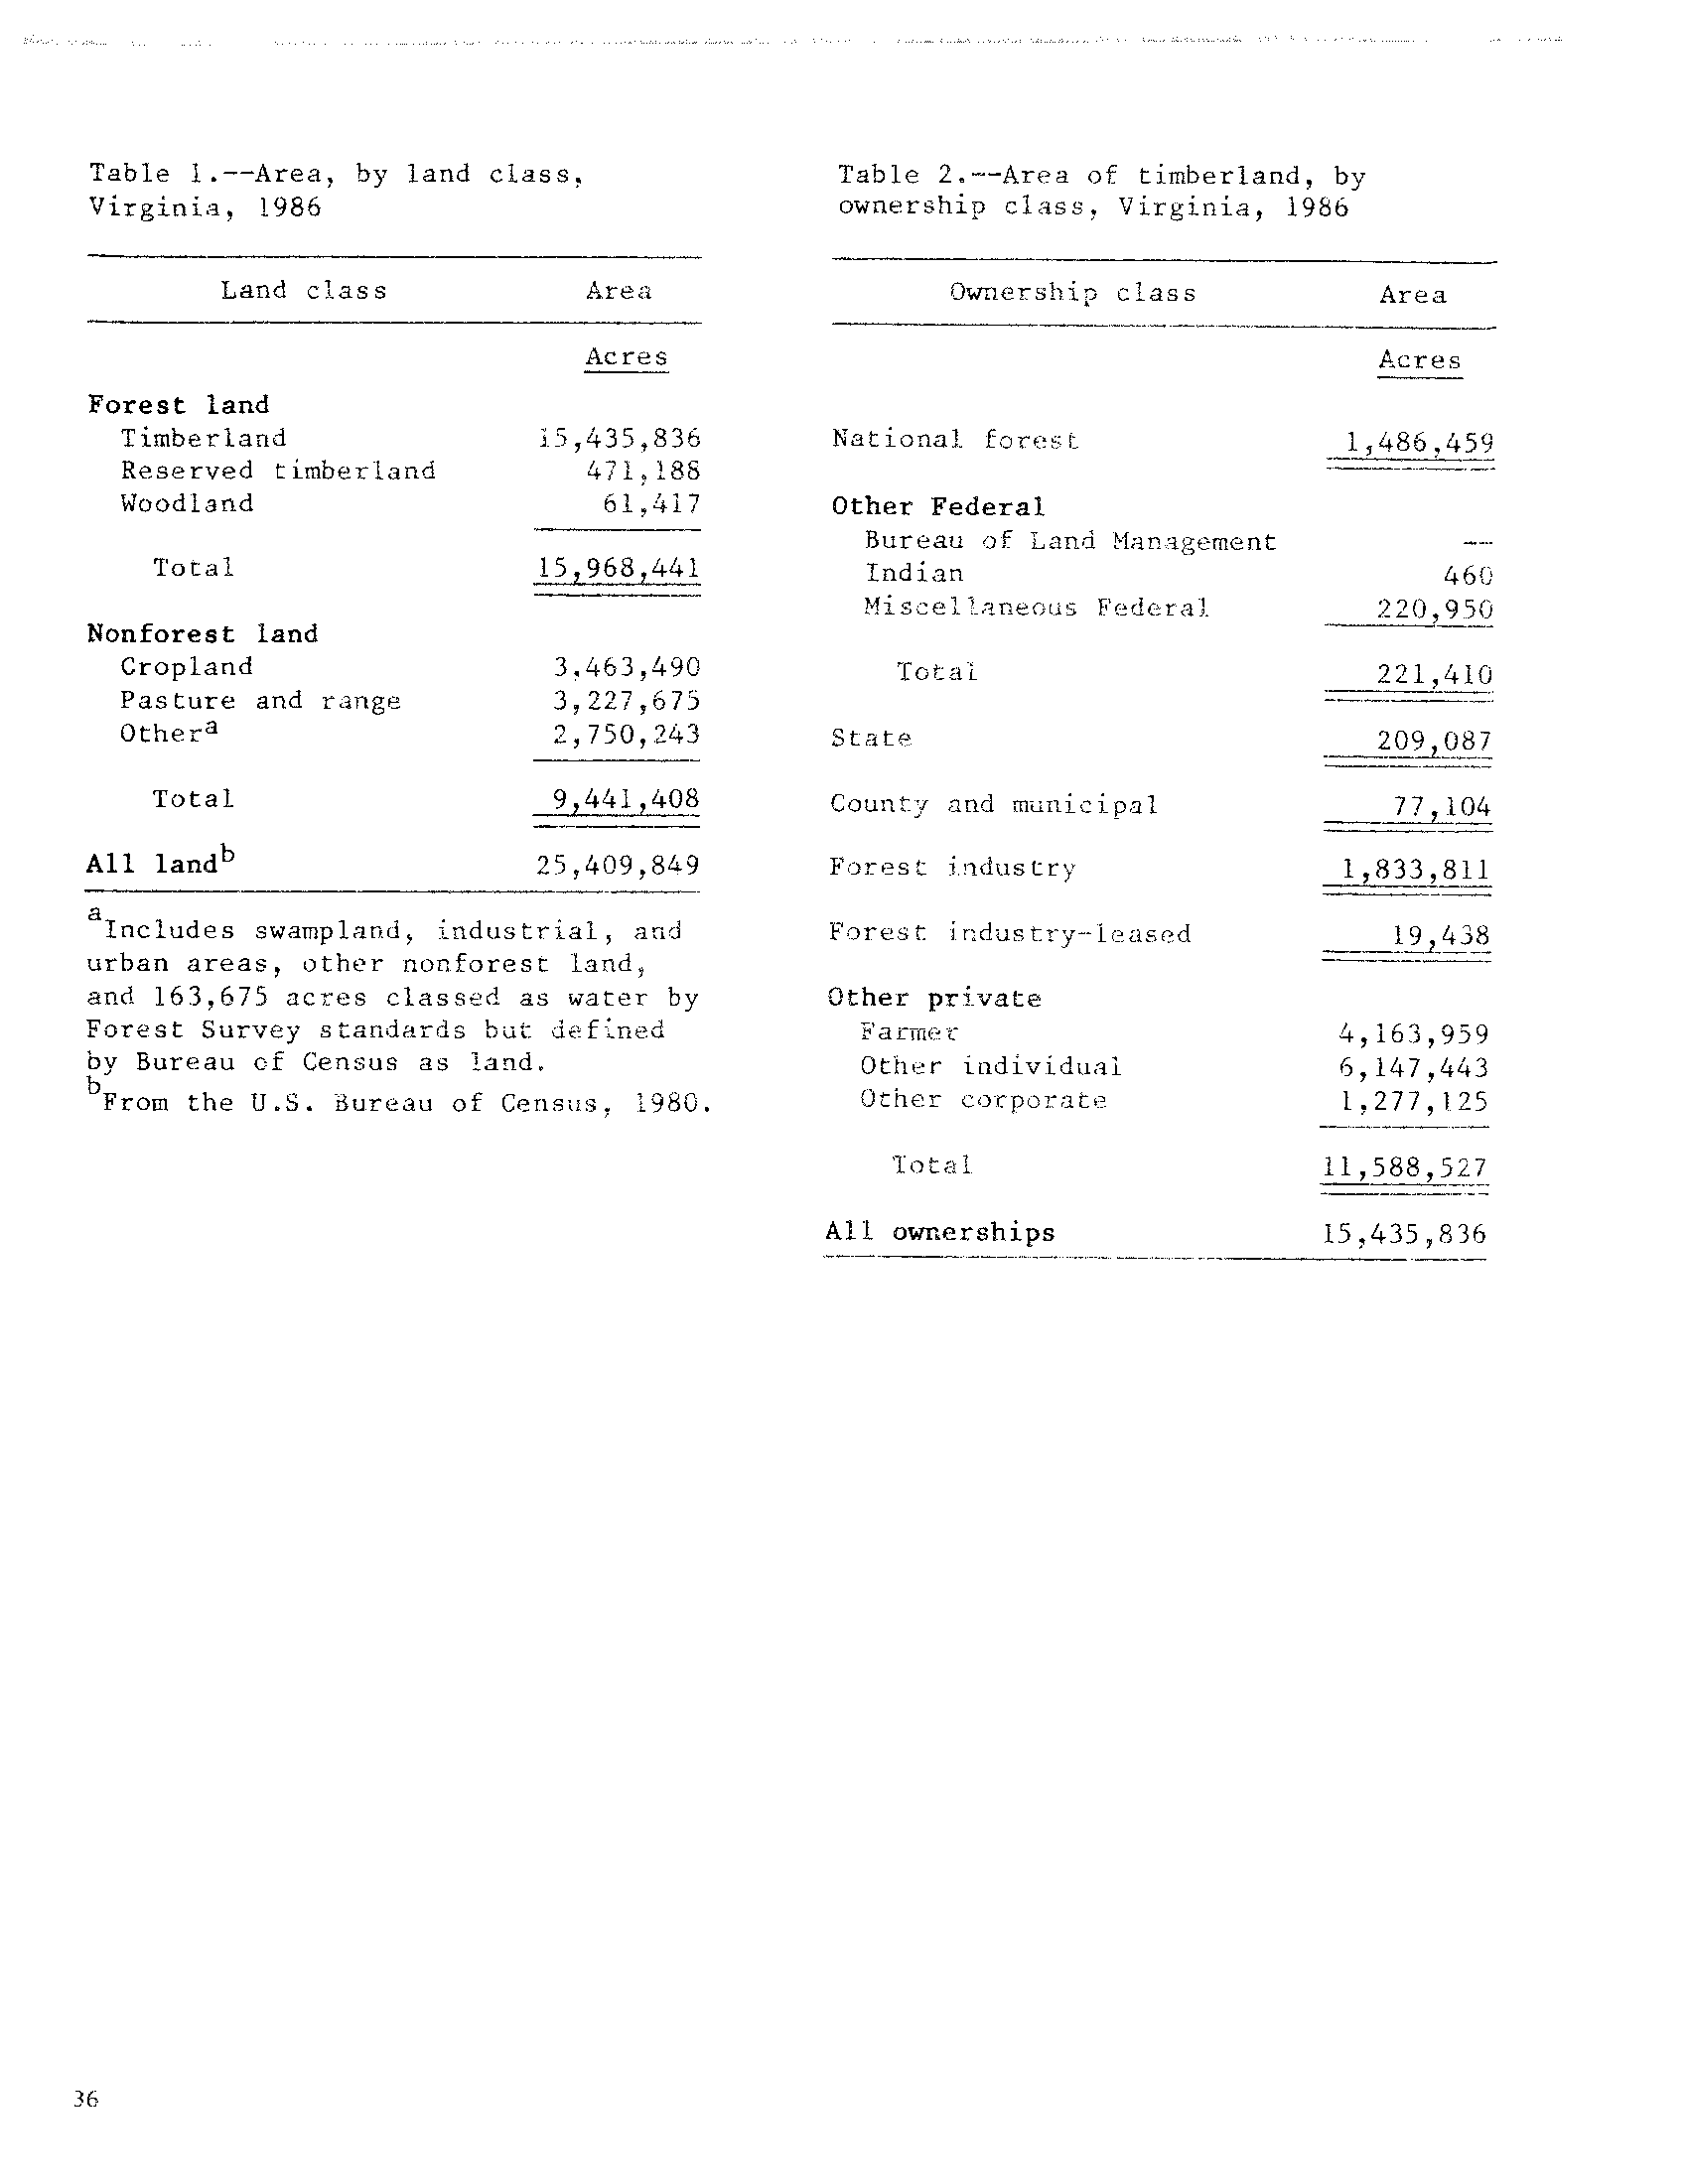 Table 1.--Area, by land class,
Virginia, 1986
Land class Area
Acres
Forest land
Timberland 15,435,836
Reserved timberland 471,188
Woodland 61,417
Total 15,968,441
Nonforest land
Cropland 3,463,490
Pasture and range 3,227,675
Otherᵃ 2,750,243
Total 9,441,408
All landᵇ 25,409,849
ᵃIncludes swampland, industrial, and
urban areas, other nonforest land,
and 163,675 acres classed as water by
Forest Survey standards but defined
by Bureau of Census as land.
ᵇFrom the U.S. Bureau of Census, 1980.
Table 2.--Area of timberland, by
ownership class, Virginia, 1986
Ownership class Area
Acres
National forest 1,486,459
Other Federal
Bureau of Land Management --
Indian 460
Miscellaneous Federal 220,950
Total 221,410
State 209,087
County and municipal 77,104
Forest industry 1,833,811
Forest industry-leased 19,438
Other private
Farmer 4,163,959
Other individual 6,147,443
Other corporate 1,277,125
Total 11,588,527
All ownerships 15,435,836
36